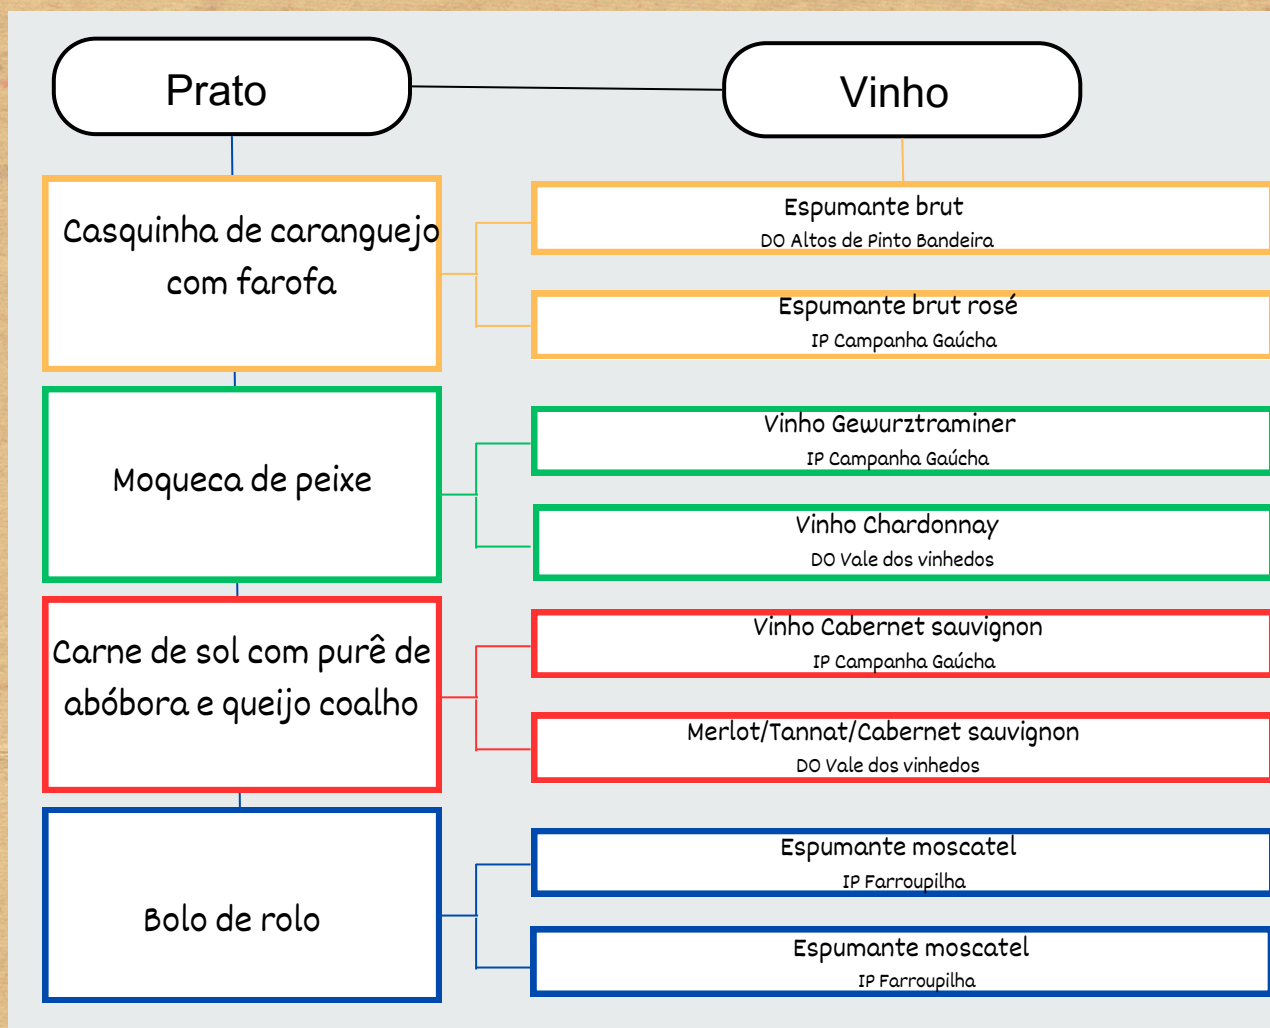 Prato
Vinho
Casquinha de caranguejo
com farofa
Espumante brut
DO Altos de Pinto Bandeira
Espumante brut rosé
IP Campanha Gaúcha
Moqueca de peixe
Vinho Gewurztraminer
IP Campanha Gaúcha
Vinho Chardonnay
DO Vale dos vinhedos
Carne de sol com purê de
abóbora e queijo coalho
Vinho Cabernet sauvignon
IP Campanha Gaúcha
Merlot/Tannat/Cabernet sauvignon
DO Vale dos vinhedos
Bolo de rolo
Espumante moscatel
IP Farroupilha
Espumante moscatel
IP Farroupilha